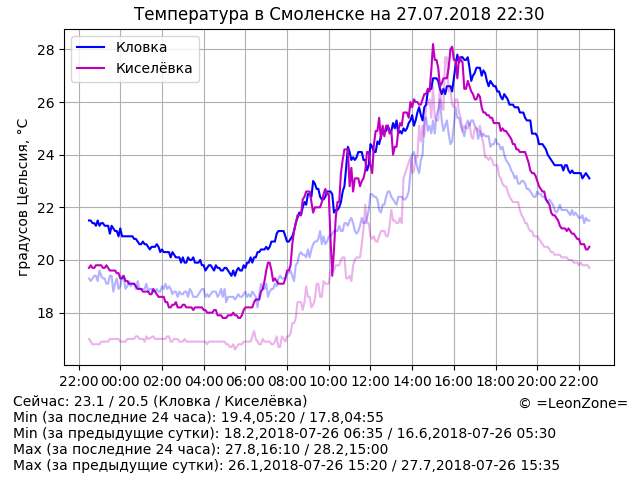 Температура в Смоленске на 27.07.2018 22:30
Кловка
Киселёвка
градусов Цельсия, °C
28
26
24
22
20
18
22:00 00:00 02:00 04:00 06:00 08:00 10:00 12:00 14:00 16:00 18:00 20:00 22:00
Сейчас: 23.1 / 20.5 (Кловка / Киселёвка)
© =LeonZone=
Min (за последние 24 часа): 19.4,05:20 / 17.8,04:55
Min (за предыдущие сутки): 18.2,2018-07-26 06:35 / 16.6,2018-07-26 05:30
Max (за последние 24 часа): 27.8,16:10 / 28.2,15:00
Max (за предыдущие сутки): 26.1,2018-07-26 15:20 / 27.7,2018-07-26 15:35